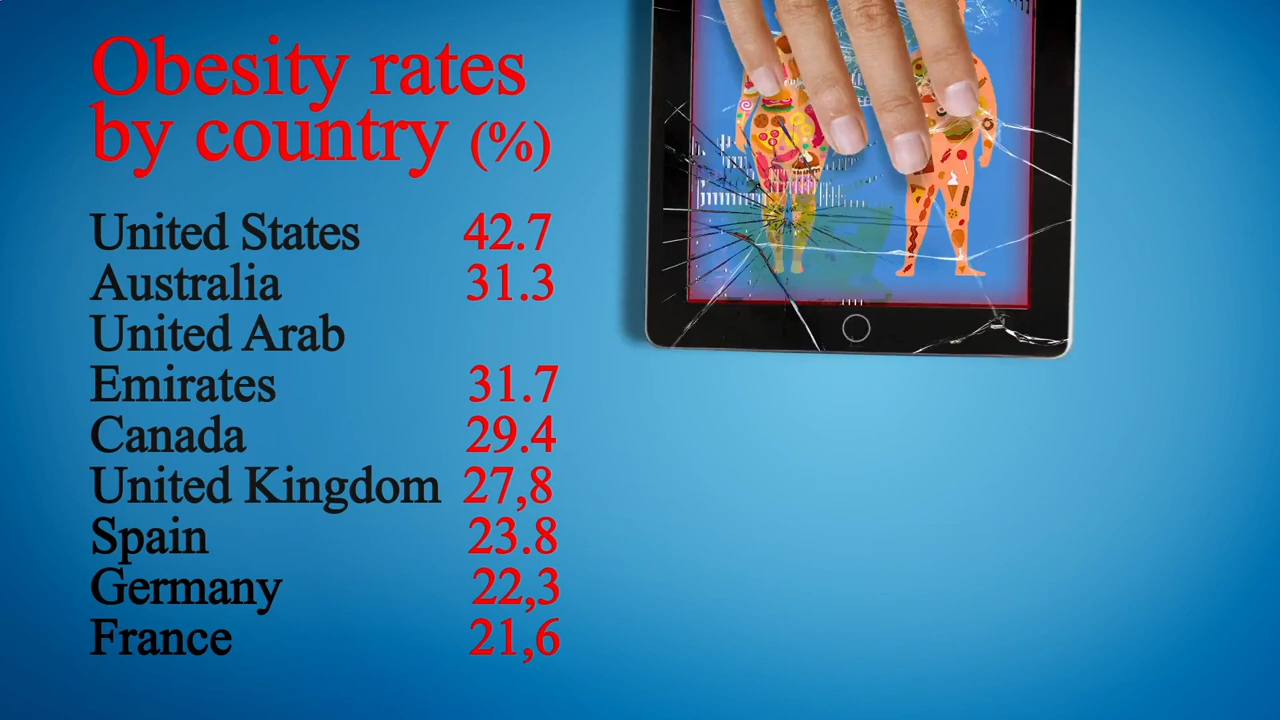 Obesity rates
by country (%)
United States 42.7
Australia 31.3
United Arab
Emirates 31.7
Canada 29.4
United Kingdom 27,8
Spain 23.8
Germany 22,3
France 21,6